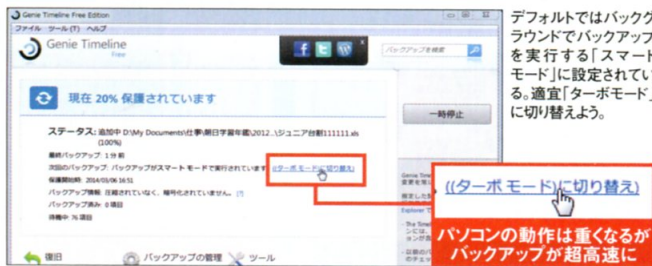 Genie Timeline Free Edition
ファイル ツール(T) ヘルプ
Genie Timeline
Free
バックアップを検索
現在 20% 保護されています
一時停止
ステータス: 追加中 D:\My Documents\仕事\朝日学習年鑑\2012...\ジュニア台割111111.xls
(100%)
最終バックアップ: 1分 前
次回のバックアップ: バックアップがスマート モードで実行されています ((ターボ モード)に切り替え)
保護開始時: 2014/03/06 16:51
バックアップ情報: 圧縮されていなく、暗号化されていません。 [?]
バックアップ済み: 0 項目
待機中: 76 項目
復旧
バックアップの管理
ツール
デフォルトではバックグ
ラウンドでバックアップ
を実行する「スマート
モード」に設定されてい
る。適宜「ターボモード」
に切り替えよう。
((ターボ モード)に切り替え)
パソコンの動作は重くなるが
バックアップが超高速に